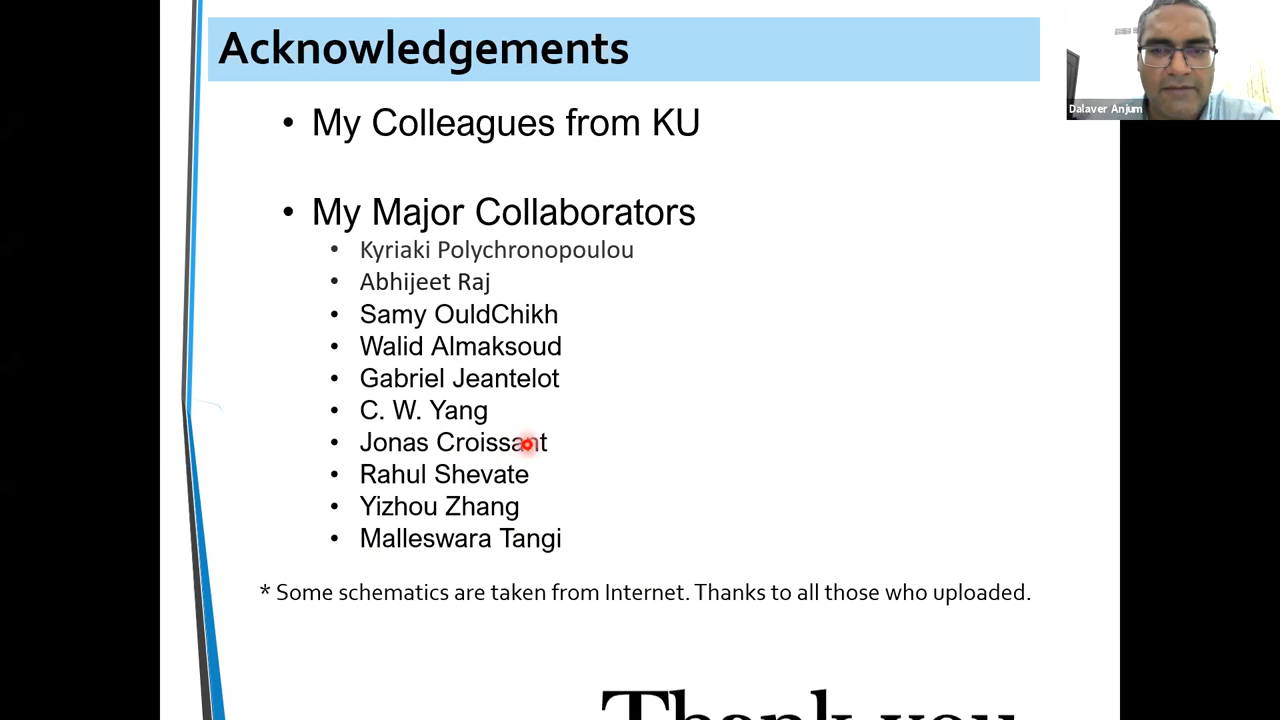 Acknowledgements
Dalaver Anjum
• My Colleagues from KU
• My Major Collaborators
• Kyriaki Polychronopoulou
• Abhijeet Raj
• Samy OuldChikh
• Walid Almaksoud
• Gabriel Jeantelot
• C. W. Yang
• Jonas Croissant
• Rahul Shevate
• Yizhou Zhang
• Malleswara Tangi
* Some schematics are taken from Internet. Thanks to all those who uploaded.
Thank you